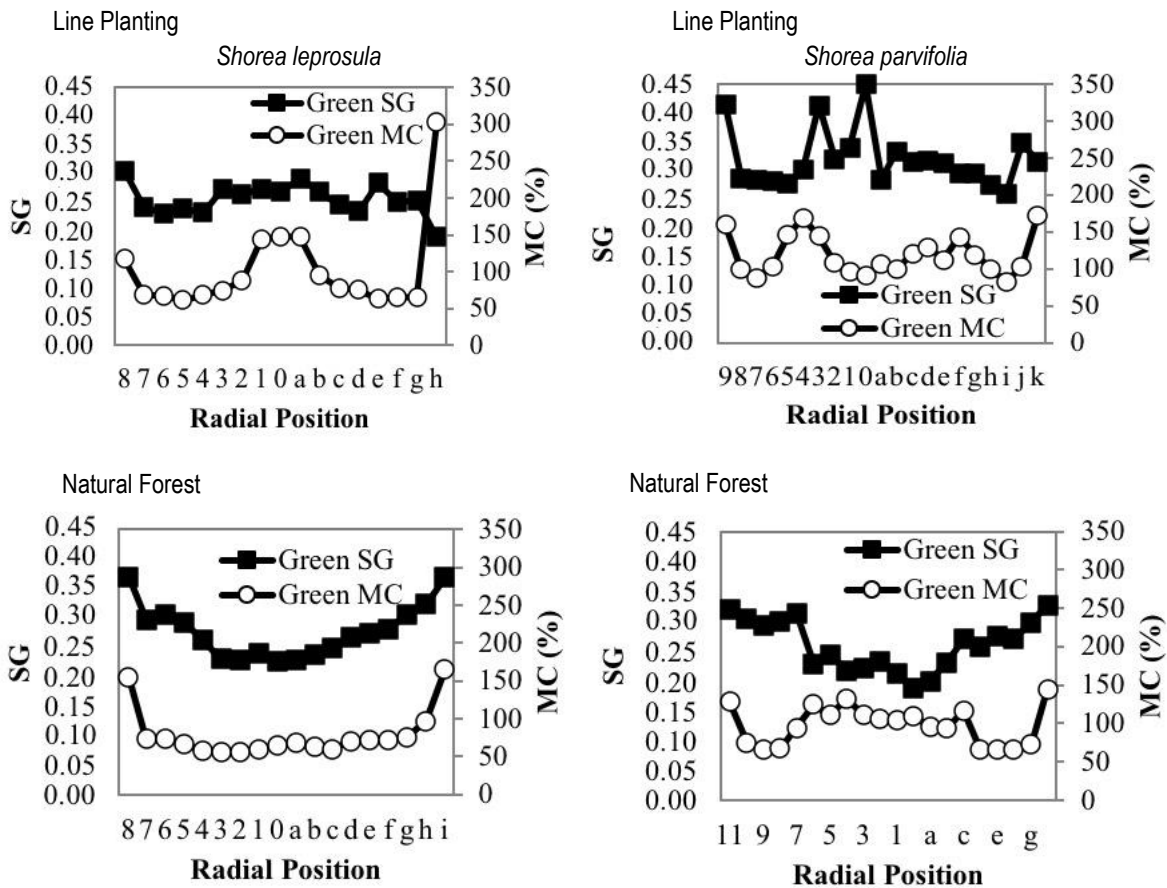 Line Planting
Shorea leprosula
0.45
0.40
0.35
0.30
0.25
0.20
0.15
0.10
0.05
0.00
SG
350
300
250
200
150
100
50
0
MC (%)
Green SG
Green MC
8 7 6 5 4 3 2 1 0 a b c d e f g h
Radial Position
Line Planting
Shorea parvifolia
0.45
0.40
0.35
0.30
0.25
0.20
0.15
0.10
0.05
0.00
SG
350
300
250
200
150
100
50
0
MC (%)
Green SG
Green MC
9 8 7 6 5 4 3 2 1 0 a b c d e f g h i j k
Radial Position
Natural Forest
0.45
0.40
0.35
0.30
0.25
0.20
0.15
0.10
0.05
0.00
SG
350
300
250
200
150
100
50
0
MC (%)
Green SG
Green MC
8 7 6 5 4 3 2 1 0 a b c d e f g h i
Radial Position
Natural Forest
0.45
0.40
0.35
0.30
0.25
0.20
0.15
0.10
0.05
0.00
SG
350
300
250
200
150
100
50
0
MC (%)
Green SG
Green MC
11 9 7 5 3 1 a c e g
Radial Position